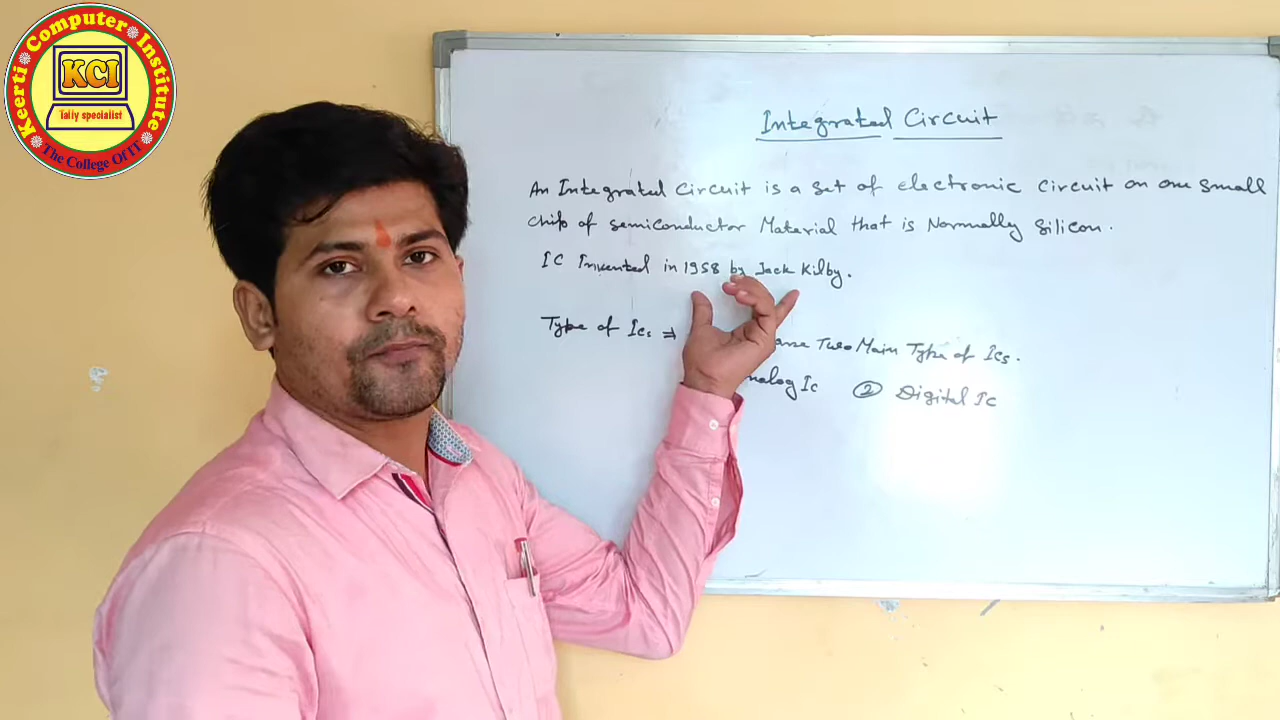 Keerti Computer Institute
KCI
Tally specialist
The College Of IT
Integrated Circuit
An Integrated Circuit is a set of electronic circuit on one small
chip of semiconductor Material that is Normally Silicon.
IC Invented in 1958 by Jack Kilby.
Type of ICs ⇒ Two Main Type of ICs.
nalog Ic ② Digital Ic